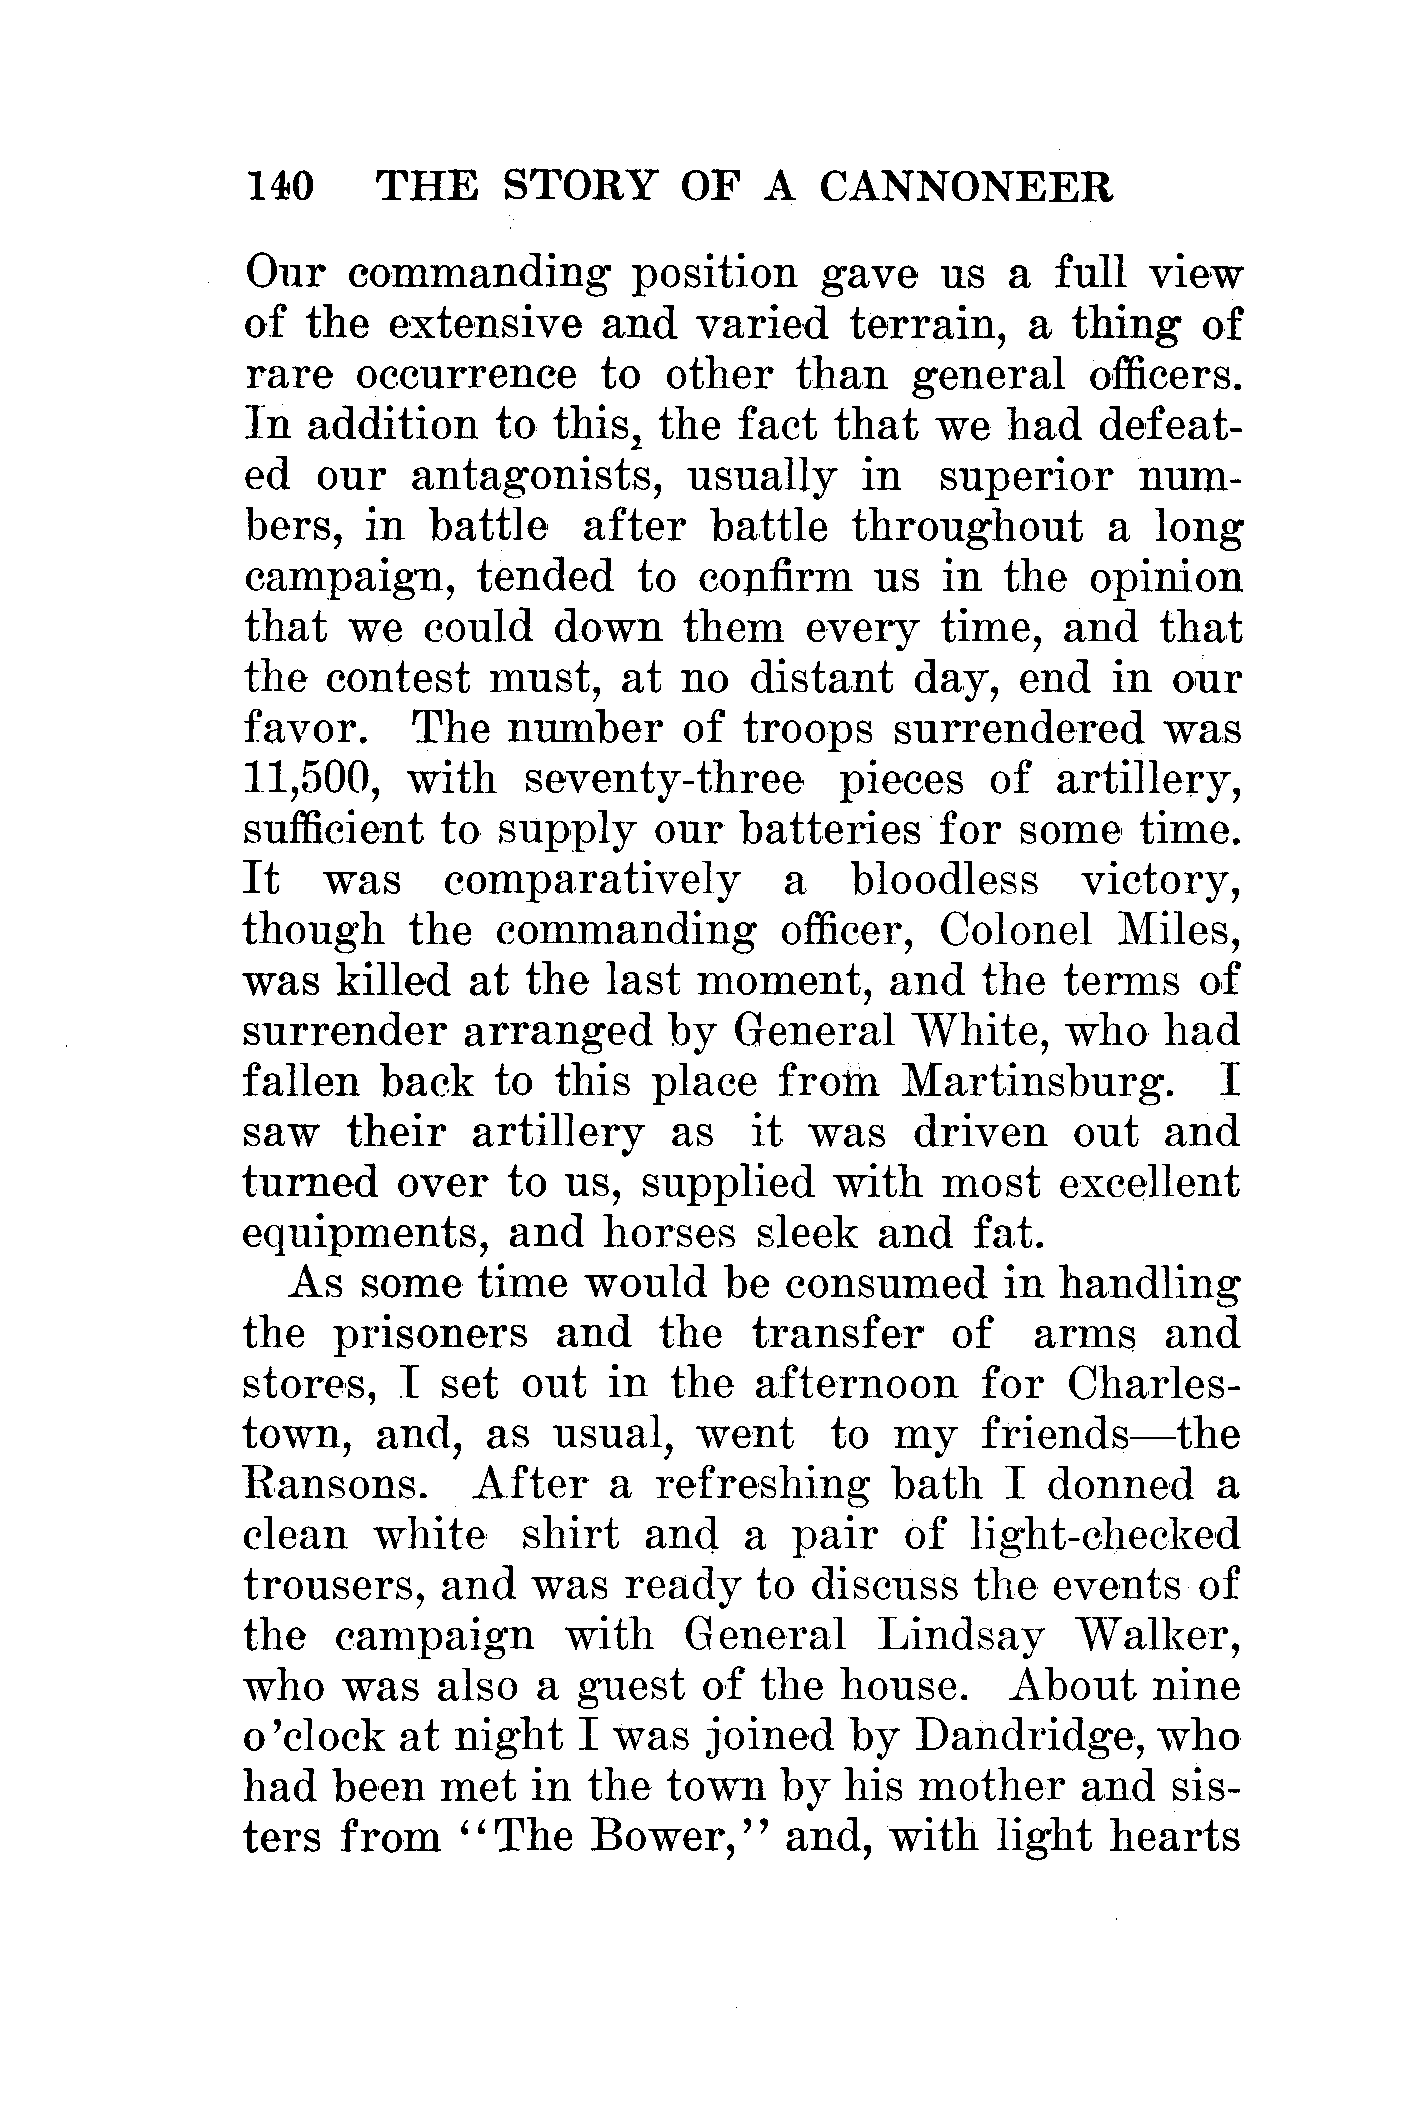 140 THE STORY OF A CANNONEER
Our commanding position gave us a full view
of the extensive and varied terrain, a thing of
rare occurrence to other than general officers.
In addition to this, the fact that we had defeat-
ed our antagonists, usually in superior num-
bers, in battle after battle throughout a long
campaign, tended to confirm us in the opinion
that we could down them every time, and that
the contest must, at no distant day, end in our
favor. The number of troops surrendered was
11,500, with seventy-three pieces of artillery,
sufficient to supply our batteries for some time.
It was comparatively a bloodless victory,
though the commanding officer, Colonel Miles,
was killed at the last moment, and the terms of
surrender arranged by General White, who had
fallen back to this place from Martinsburg. I
saw their artillery as it was driven out and
turned over to us, supplied with most excellent
equipments, and horses sleek and fat.
As some time would be consumed in handling
the prisoners and the transfer of arms and
stores, I set out in the afternoon for Charles-
town, and, as usual, went to my friends—the
Ransons. After a refreshing bath I donned a
clean white shirt and a pair of light-checked
trousers, and was ready to discuss the events of
the campaign with General Lindsay Walker,
who was also a guest of the house. About nine
o'clock at night I was joined by Dandridge, who
had been met in the town by his mother and sis-
ters from ‘‘The Bower,’’ and, with light hearts